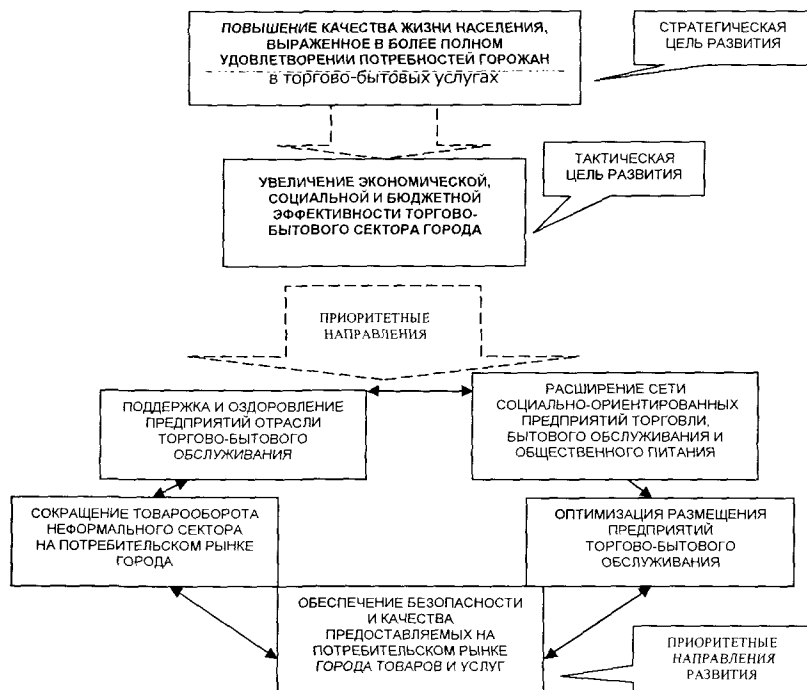 ПОВЫШЕНИЕ КАЧЕСТВА ЖИЗНИ НАСЕЛЕНИЯ,
ВЫРАЖЕННОЕ В БОЛЕЕ ПОЛНОМ
УДОВЛЕТВОРЕНИИ ПОТРЕБНОСТЕЙ ГОРОЖАН
в торгово-бытовых услугах
СТРАТЕГИЧЕСКАЯ
ЦЕЛЬ РАЗВИТИЯ
УВЕЛИЧЕНИЕ ЭКОНОМИЧЕСКОЙ,
СОЦИАЛЬНОЙ И БЮДЖЕТНОЙ
ЭФФЕКТИВНОСТИ ТОРГОВО-
БЫТОВОГО СЕКТОРА ГОРОДА
ТАКТИЧЕСКАЯ
ЦЕЛЬ РАЗВИТИЯ
ПРИОРИТЕТНЫЕ
НАПРАВЛЕНИЯ
ПОДДЕРЖКА И ОЗДОРОВЛЕНИЕ
ПРЕДПРИЯТИЙ ОТРАСЛИ
ТОРГОВО-БЫТОВОГО
ОБСЛУЖИВАНИЯ
РАСШИРЕНИЕ СЕТИ
СОЦИАЛЬНО-ОРИЕНТИРОВАННЫХ
ПРЕДПРИЯТИЙ ТОРГОВЛИ,
БЫТОВОГО ОБСЛУЖИВАНИЯ И
ОБЩЕСТВЕННОГО ПИТАНИЯ
СОКРАЩЕНИЕ ТОВАРООБОРОТА
НЕФОРМАЛЬНОГО СЕКТОРА
НА ПОТРЕБИТЕЛЬСКОМ РЫНКЕ
ГОРОДА
ОПТИМИЗАЦИЯ РАЗМЕЩЕНИЯ
ПРЕДПРИЯТИЙ
ТОРГОВО-БЫТОВОГО
ОБСЛУЖИВАНИЯ
ОБЕСПЕЧЕНИЕ БЕЗОПАСНОСТИ
И КАЧЕСТВА
ПРЕДОСТАВЛЯЕМЫХ НА
ПОТРЕБИТЕЛЬСКОМ РЫНКЕ
ГОРОДА ТОВАРОВ И УСЛУГ
ПРИОРИТЕТНЫЕ
НАПРАВЛЕНИЯ
РАЗВИТИЯ